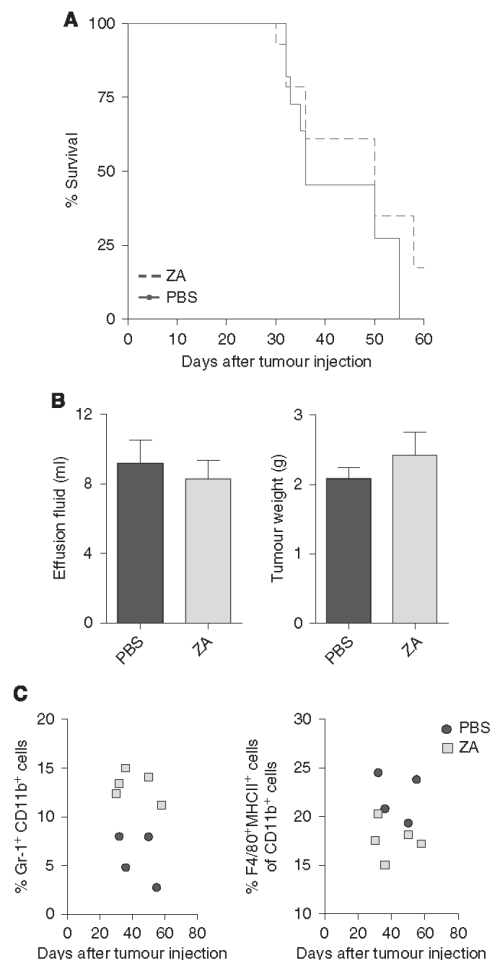 A
100
75
50
25
0
% Survival
ZA
PBS
0 10 20 30 40 50 60
Days after tumour injection
B
12
8
4
0
Effusion fluid (ml)
PBS ZA
3
2
1
0
Tumour weight (g)
PBS ZA
C
20
15
10
5
0
% Gr-1+ CD11b+ cells
0 20 40 60 80
Days after tumour injection
30
25
20
15
10
% F4/80+MHCII+ cells
of CD11b+ cells
0 20 40 60 80
Days after tumour injection
PBS
ZA